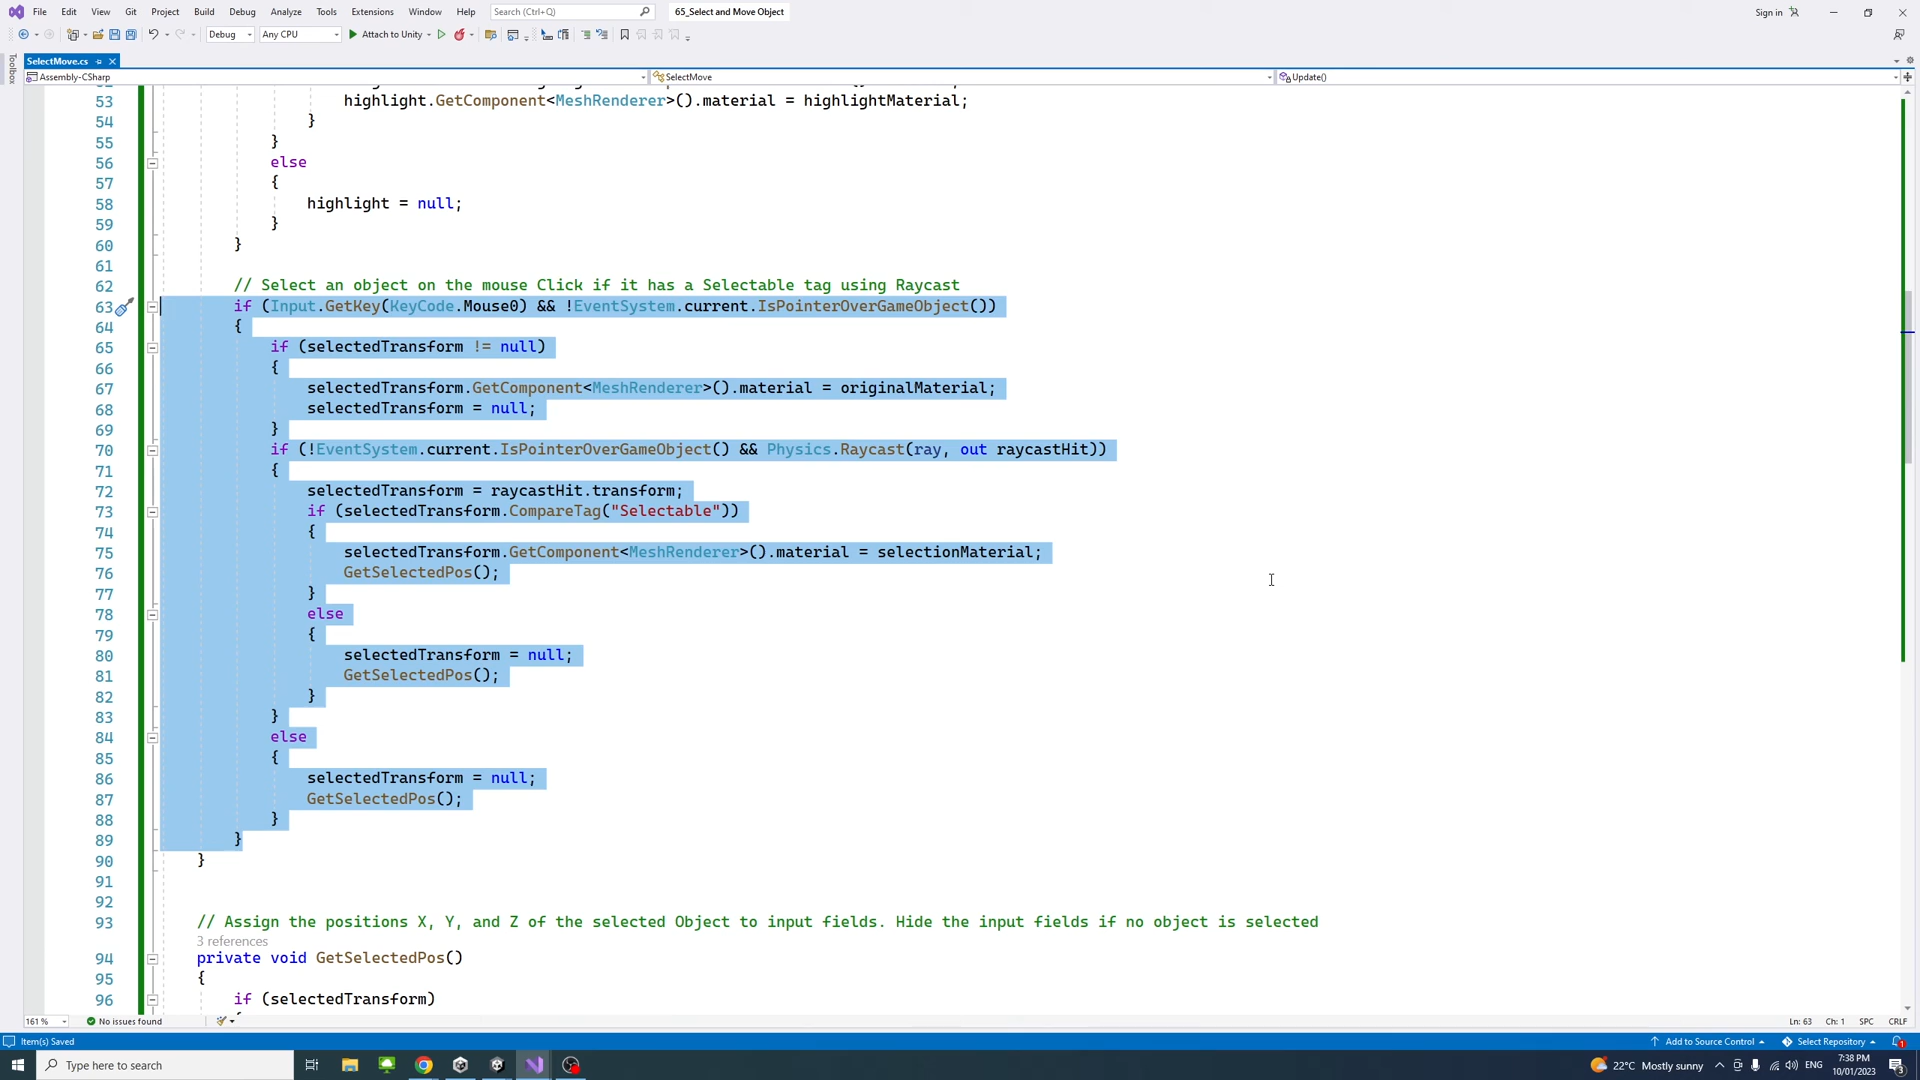 File Edit View Git Project Build Debug Analyze Tools Extensions Window Help Search (Ctrl+Q) 65_Select and Move Object Sign in
Debug Any CPU Attach to Unity
SelectMove.cs
Toolbox
Assembly-CSharp SelectMove Update()
53 highlight.GetComponent<MeshRenderer>().material = highlightMaterial;
54 }
55 }
56 else
57 {
58 highlight = null;
59 }
60 }
61
62 // Select an object on the mouse Click if it has a Selectable tag using Raycast
63 if (Input.GetKey(KeyCode.Mouse0) && !EventSystem.current.IsPointerOverGameObject())
64 {
65 if (selectedTransform != null)
66 {
67 selectedTransform.GetComponent<MeshRenderer>().material = originalMaterial;
68 selectedTransform = null;
69 }
70 if (!EventSystem.current.IsPointerOverGameObject() && Physics.Raycast(ray, out raycastHit))
71 {
72 selectedTransform = raycastHit.transform;
73 if (selectedTransform.CompareTag("Selectable"))
74 {
75 selectedTransform.GetComponent<MeshRenderer>().material = selectionMaterial;
76 GetSelectedPos();
77 }
78 else
79 {
80 selectedTransform = null;
81 GetSelectedPos();
82 }
83 }
84 else
85 {
86 selectedTransform = null;
87 GetSelectedPos();
88 }
89 }
90 }
91
92
93 // Assign the positions X, Y, and Z of the selected Object to input fields. Hide the input fields if no object is selected
3 references
94 private void GetSelectedPos()
95 {
96 if (selectedTransform)
161 % No issues found Ln: 63 Ch: 1 SPC CRLF
Item(s) Saved Add to Source Control Select Repository 1
Type here to search 22°C Mostly sunny ENG 7:38 PM
10/01/2023 3